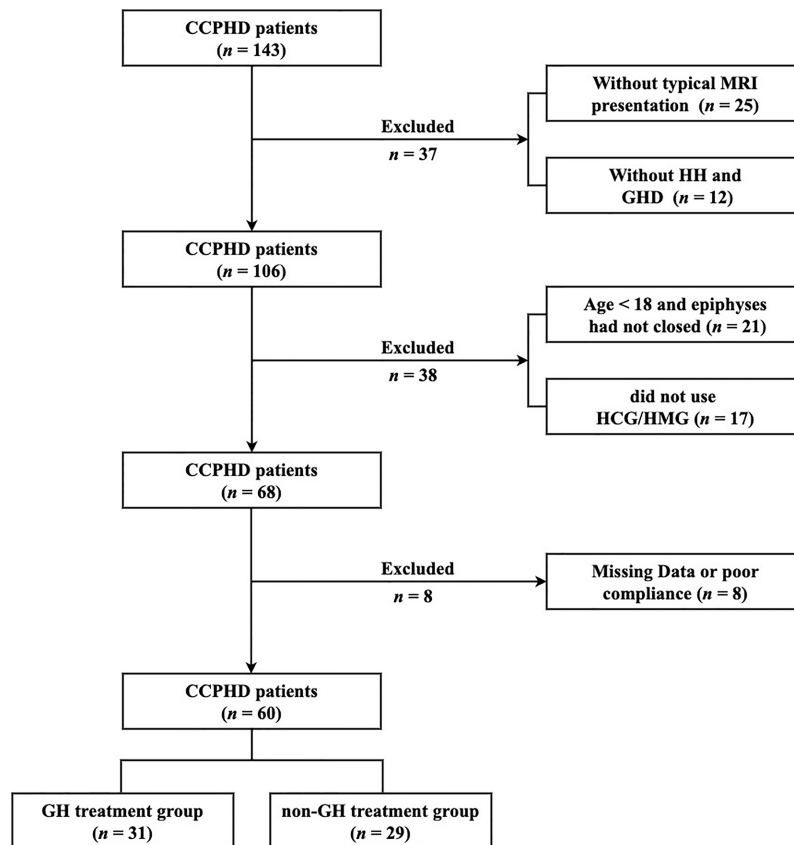 CCPHD patients
(n = 143)
Without typical MRI
presentation (n = 25)
Excluded
n = 37
Without HH and
GHD (n = 12)
CCPHD patients
(n = 106)
Age < 18 and epiphyses
had not closed (n = 21)
Excluded
n = 38
did not use
HCG/HMG (n = 17)
CCPHD patients
(n = 68)
Excluded
n = 8
Missing Data or poor
compliance (n = 8)
CCPHD patients
(n = 60)
GH treatment group
(n = 31)
non-GH treatment group
(n = 29)